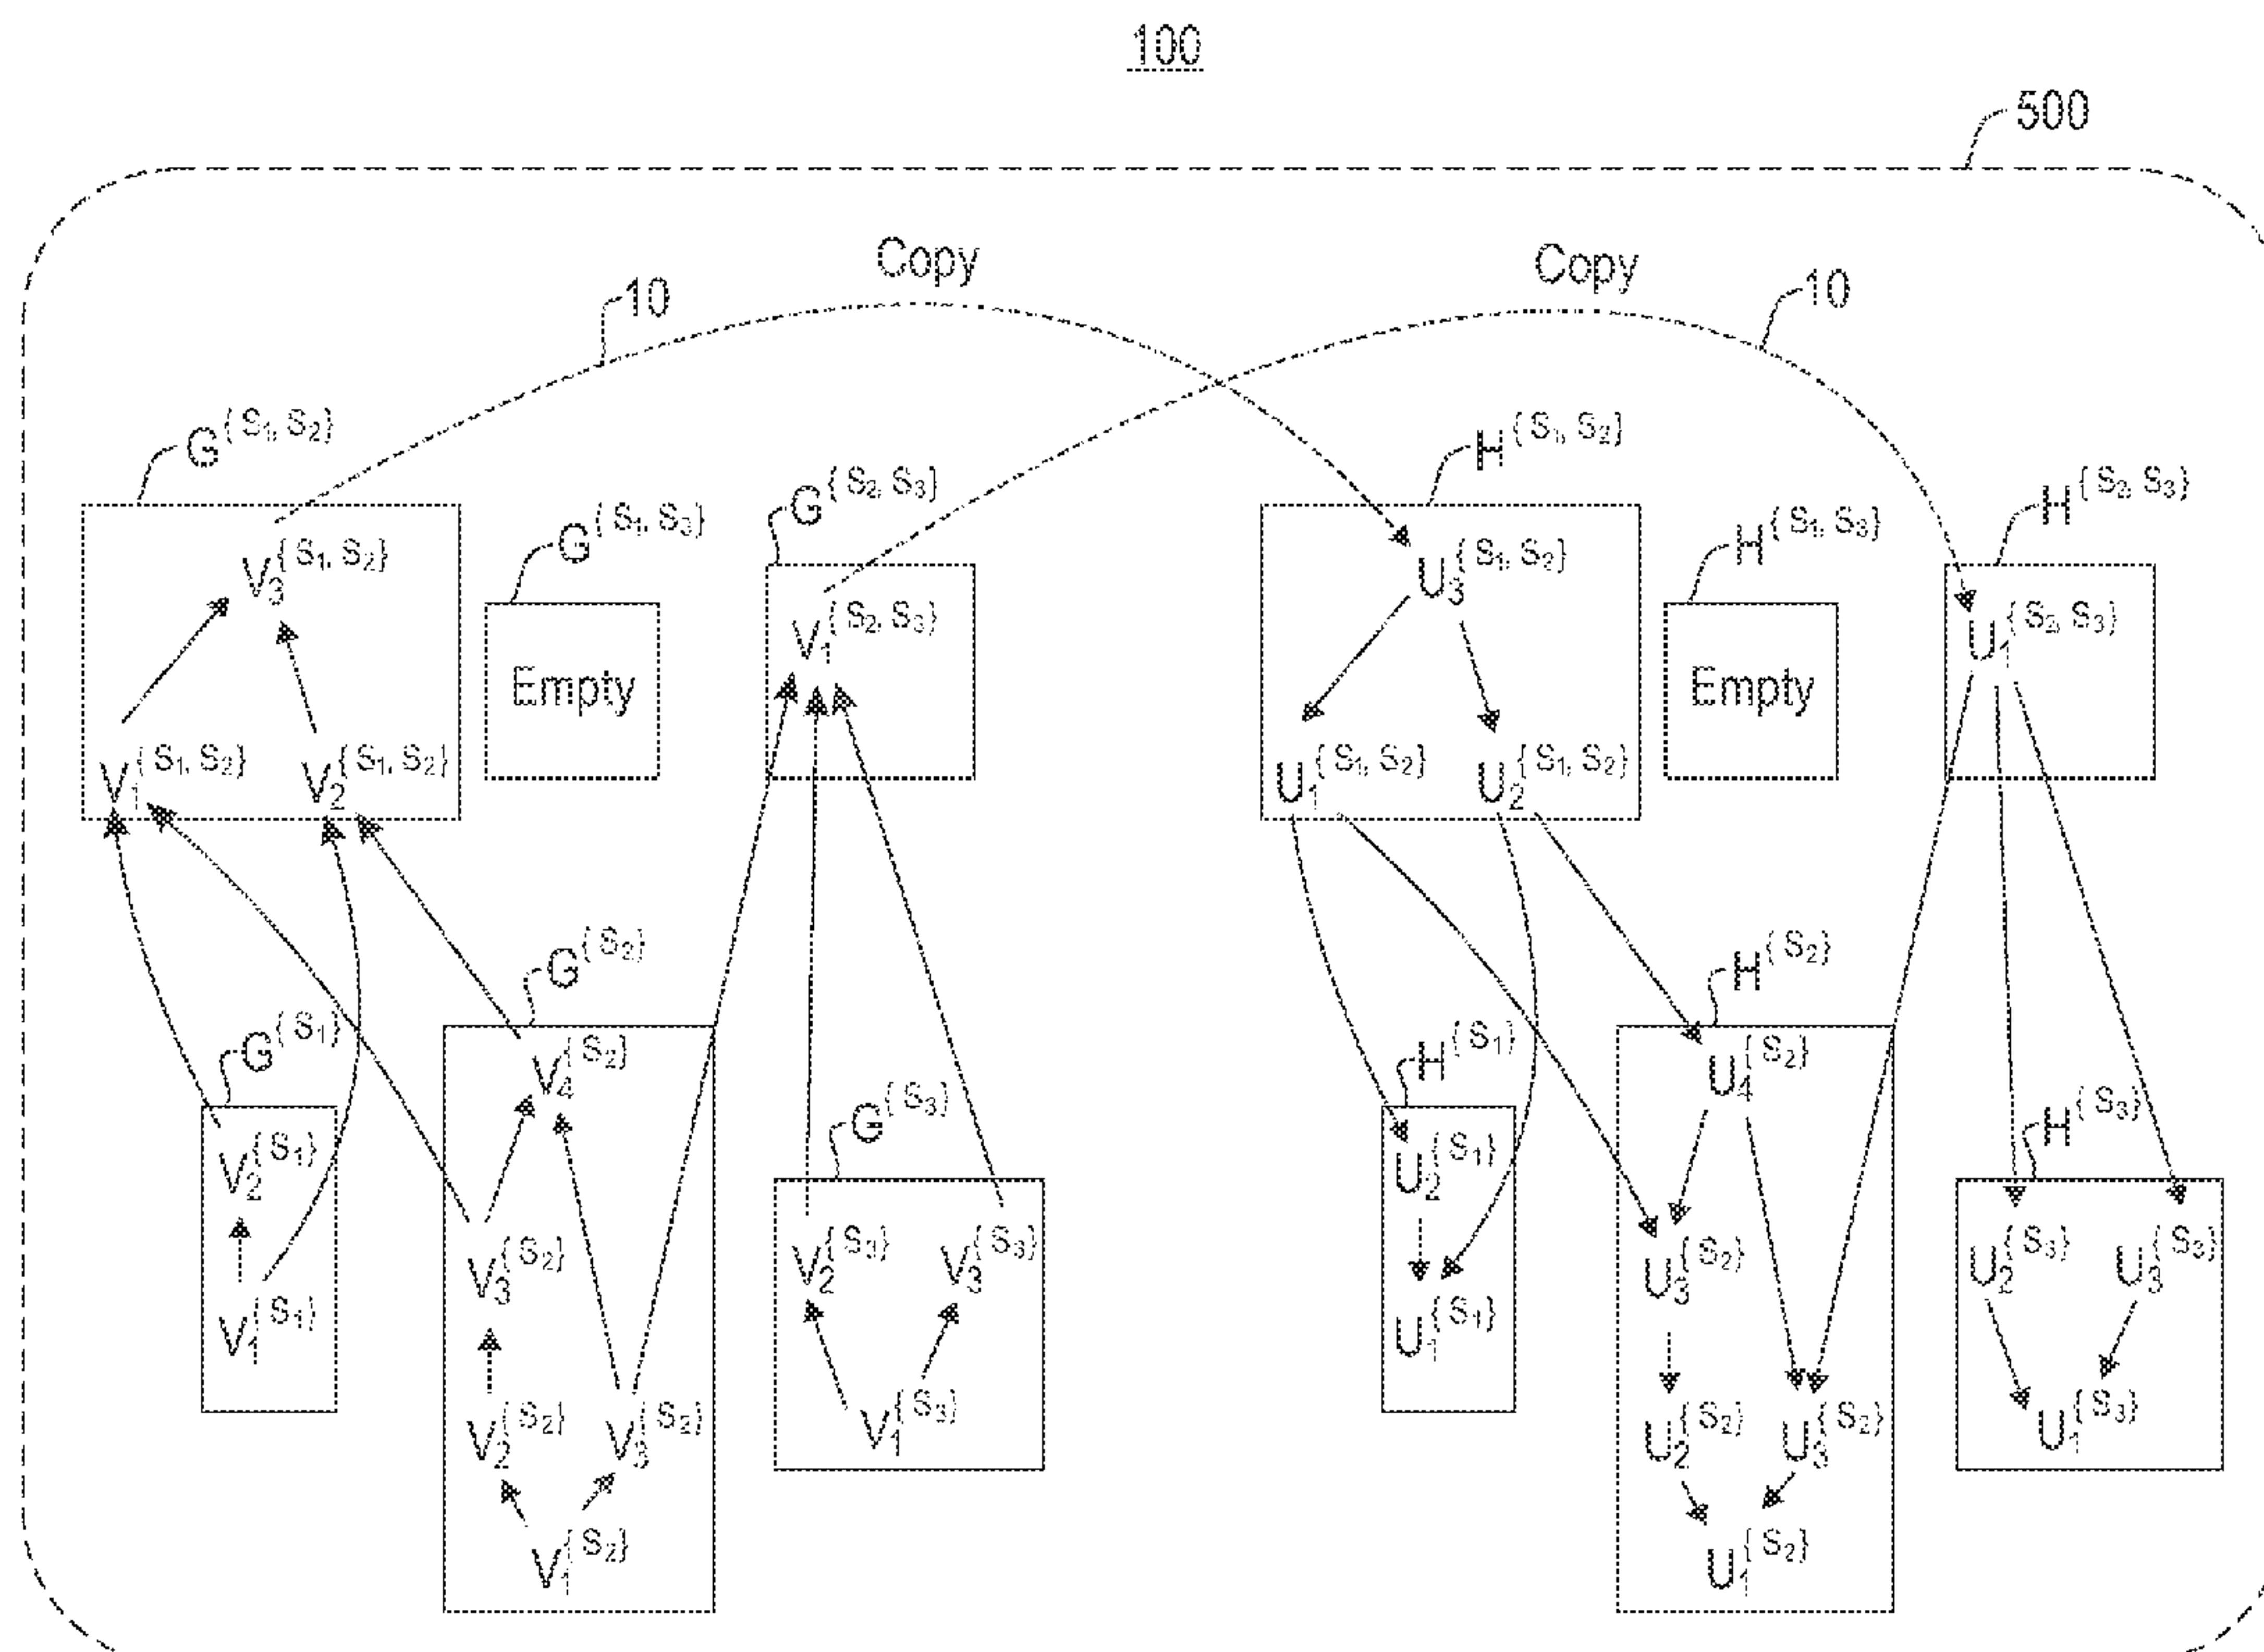 100
500
Copy Copy
10 10
G{S1, S2} H{S1, S2}
G{S1, S3} G{S2, S3} H{S1, S3} H{S2, S3}
V3{S1, S2} U3{S1, S2}
V1{S2, S3} U1{S2, S3}
Empty Empty
V1{S1, S2} V2{S1, S2} U1{S1, S2} U2{S1, S2}
G{S2} H{S2}
G{S1} V4{S2} H{S1} U4{S2}
G{S3} H{S3}
V2{S1} U2{S1}
V3{S2} V2{S3} V3{S3} U3{S2} U2{S3} U3{S3}
V1{S1} U1{S1}
V2{S2} V3{S2} V1{S3} U2{S2} U3{S2} U1{S3}
V1{S2} U1{S2}